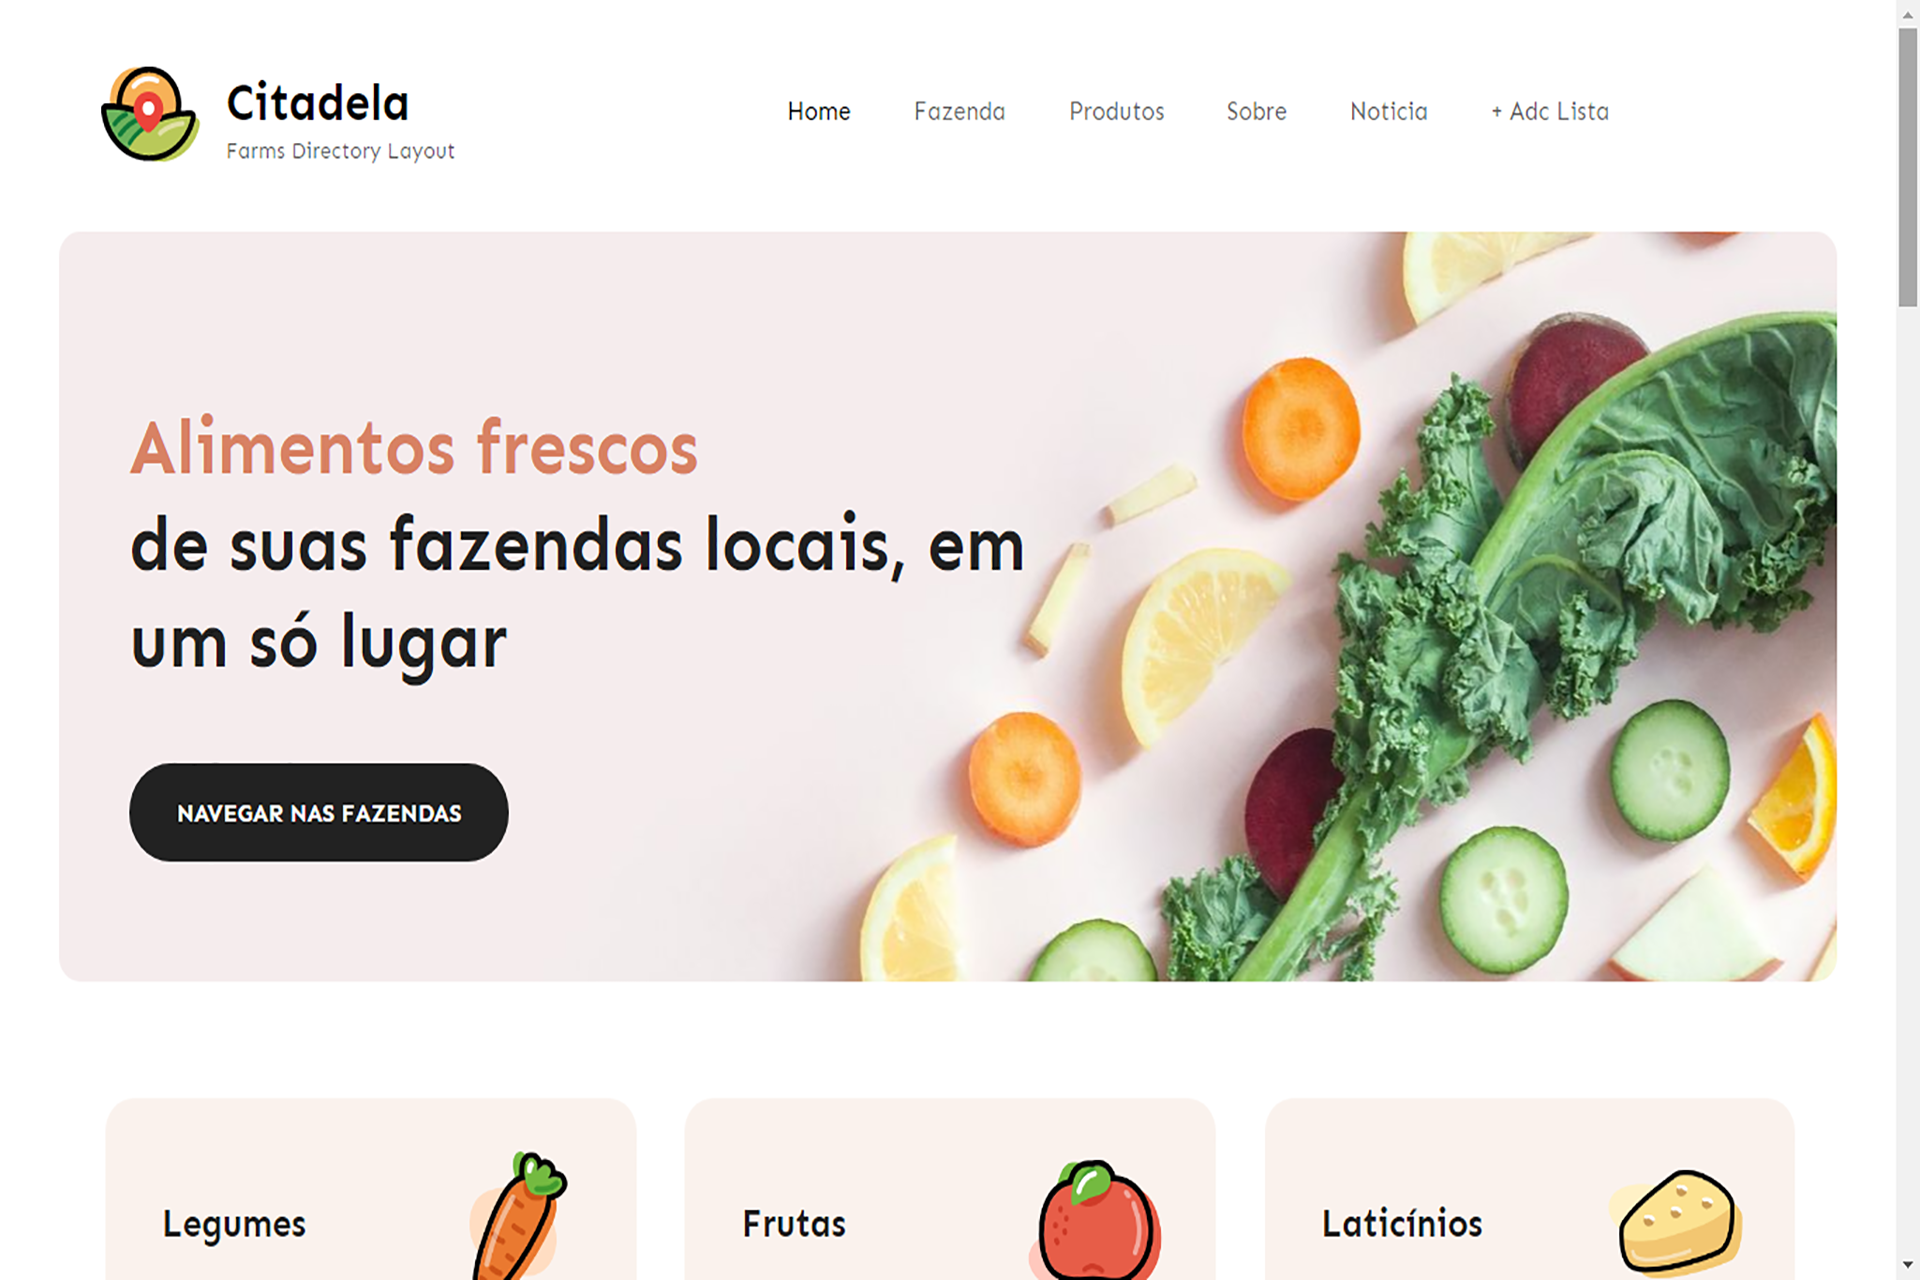 Citadela
Farms Directory Layout
Home Fazenda Produtos Sobre Noticia + Adc Lista
Alimentos frescos
de suas fazendas locais, em
um só lugar
NAVEGAR NAS FAZENDAS
Legumes
Frutas
Laticínios